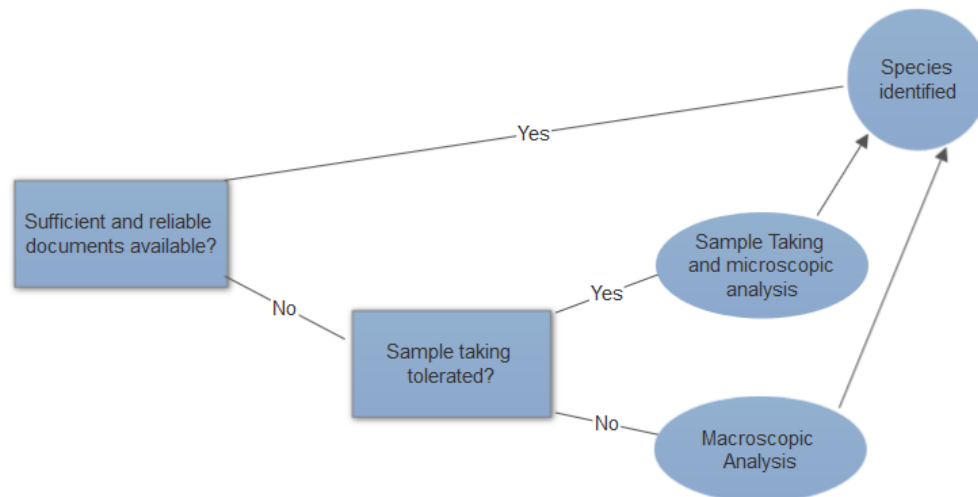 Species
identified
Yes
Sufficient and reliable
documents available?
Sample Taking
and microscopic
analysis
Yes
No
Sample taking
tolerated?
No
Macroscopic
Analysis